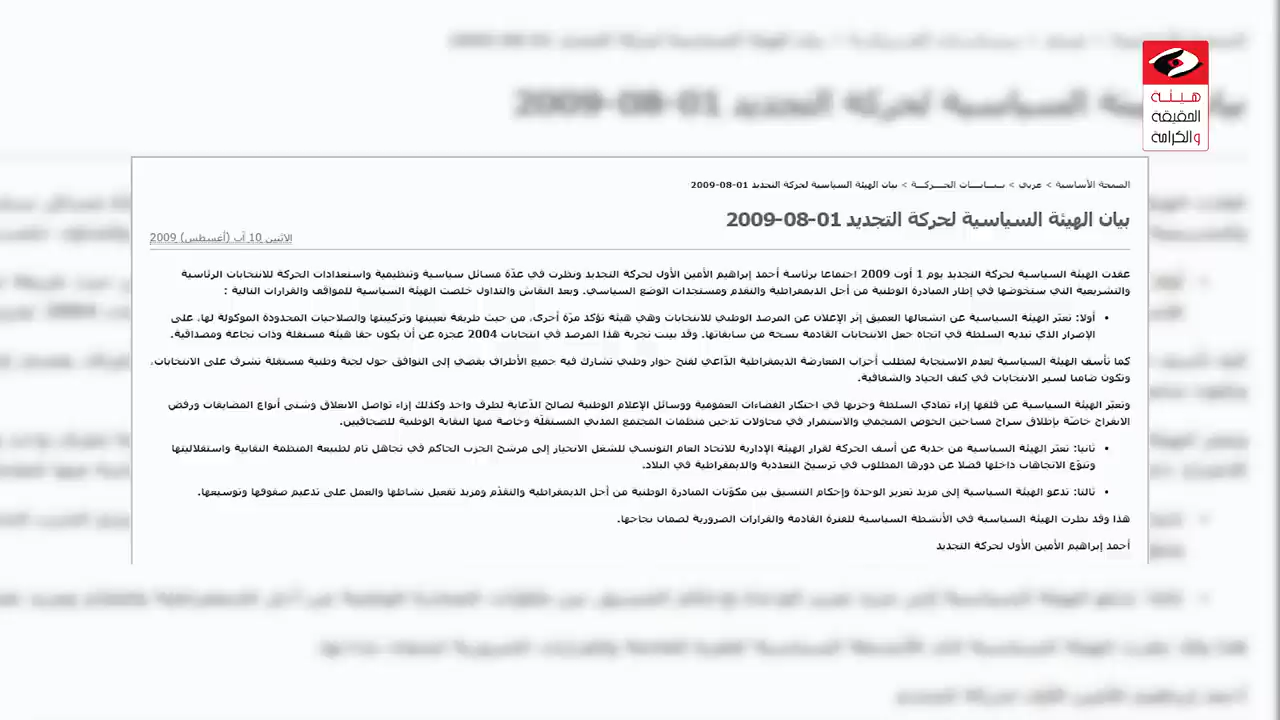 هيئة
الحقيقة
والكرامة
الصفحة الأساسية > عربي > بيانات الحركة > بيان الهيئة السياسية لحركة التجديد 01-08-2009
بيان الهيئة السياسية لحركة التجديد 01-08-2009
الاثنين 10 آب (أغسطس) 2009
عقدت الهيئة السياسية لحركة التجديد يوم 1 أوت 2009 اجتماعا برئاسة أحمد إبراهيم الأمين الأول لحركة التجديد ونظرت في عدّة مسائل سياسية وتنظيمية واستعدادات الحركة للانتخابات الرئاسية
والتشريعية التي ستخوضها في إطار المبادرة الوطنية من أجل الديمقراطية والتقدم ومستجدات الوضع السياسي. وبعد النقاش والتداول خلصت الهيئة السياسية للمواقف والقرارات التالية :
• أولا: تعبّر الهيئة السياسية عن انشغالها العميق إثر الإعلان عن المرصد الوطني للانتخابات وهي هيئة تؤكد مرّة أخرى، من حيث طريقة تعيينها وتركيبتها والصلاحيات المحدودة الموكولة لها، على
الإصرار الذي تبديه السلطة في اتجاه جعل الانتخابات القادمة نسخة من سابقاتها. وقد بينت تجربة هذا المرصد في انتخابات 2004 عجزه عن أن يكون حقا هيئة مستقلة وذات نجاعة ومصداقية.
كما تأسف الهيئة السياسية لعدم الاستجابة لمطلب أحزاب المعارضة الديمقراطية الدّاعي لفتح حوار وطني تشارك فيه جميع الأطراف يفضي إلى التوافق حول لجنة وطنية مستقلة تشرف على الانتخابات،
وتكون ضامنا لسير الانتخابات في كنف الحياد والشفافية.
وتعبّر الهيئة السياسية عن قلقها إزاء تمادي السلطة وحزبها في احتكار الفضاءات العمومية ووسائل الإعلام الوطنية لصالح الدّعاية لطرف واحد وكذلك إزاء تواصل الانغلاق وشتى أنواع المضايقات ورفض
الانفراج خاصّة بإطلاق سراح مساجين الحوض المنجمي والاستمرار في محاولات تدجين منظمات المجتمع المدني المستقلّة وخاصة منها النقابة الوطنية للصحافيين.
• ثانيا: تعبّر الهيئة السياسية من جديد عن أسف الحركة لقرار الهيئة الإدارية للاتحاد العام التونسي للشغل الانحياز إلى مرشح الحزب الحاكم في تجاهل تام لطبيعة المنظمة النقابية واستقلاليتها
وتنوّع الاتجاهات داخلها فضلا عن دورها المطلوب في ترسيخ التعددية والديمقراطية في البلاد.
• ثالثا: تدعو الهيئة السياسية إلى مزيد تعزيز الوحدة وإحكام التنسيق بين مكوّنات المبادرة الوطنية من أجل الديمقراطية والتقدّم ومزيد تفعيل نشاطها والعمل على تدعيم صفوفها وتوسيعها.
هذا وقد نظرت الهيئة السياسية في الأنشطة السياسية للفترة القادمة والقرارات الضرورية لضمان نجاحها.
أحمد إبراهيم الأمين الأول لحركة التجديد